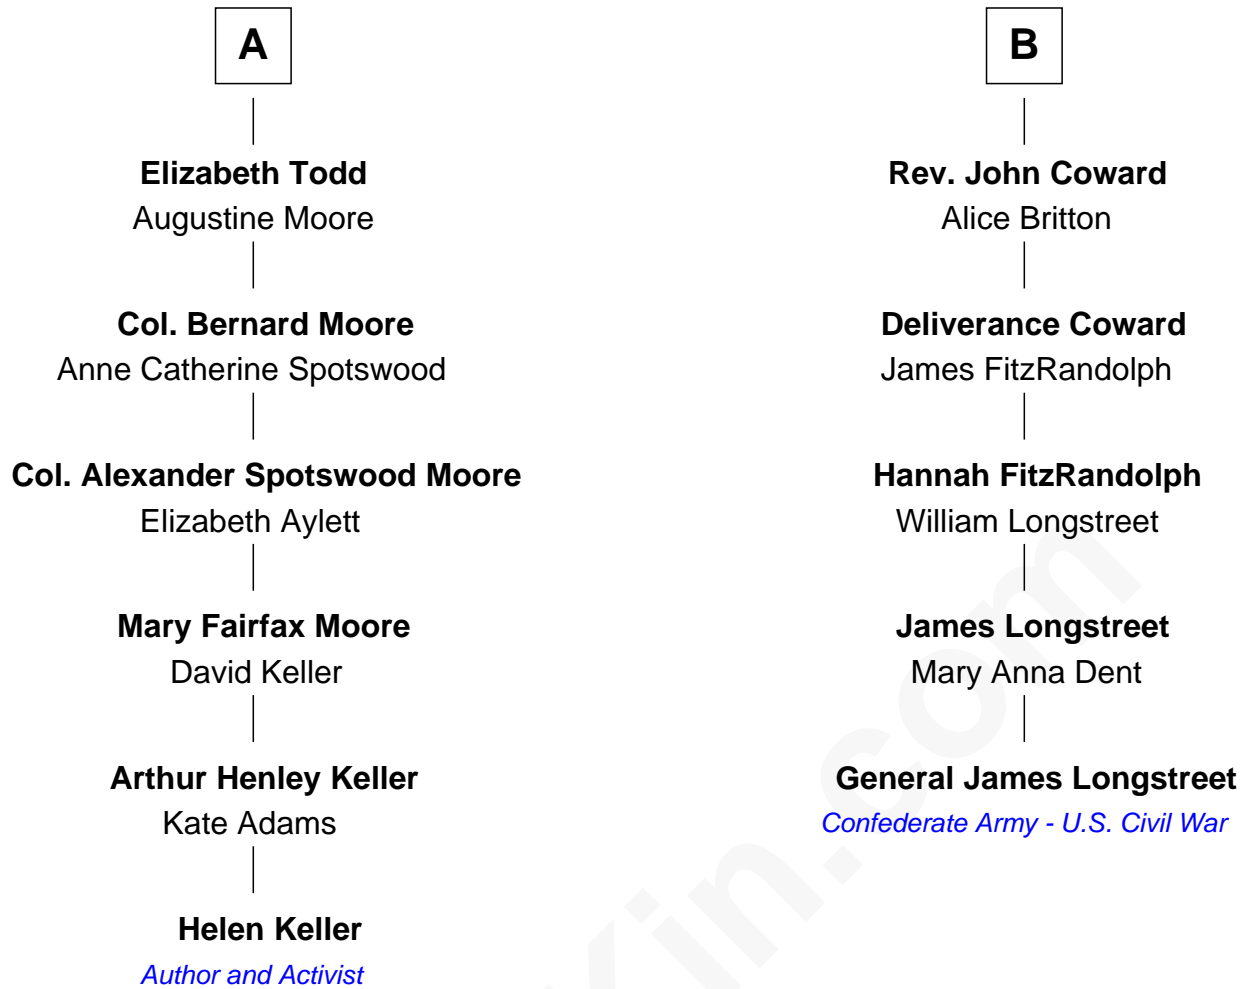 A
Elizabeth Todd
Augustine Moore
Col. Bernard Moore
Anne Catherine Spotswood
Col. Alexander Spotswood Moore
Elizabeth Aylett
Mary Fairfax Moore
David Keller
Arthur Henley Keller
Kate Adams
Helen Keller
Author and Activist
B
Rev. John Coward
Alice Britton
Deliverance Coward
James FitzRandolph
Hannah FitzRandolph
William Longstreet
James Longstreet
Mary Anna Dent
General James Longstreet
Confederate Army - U.S. Civil War